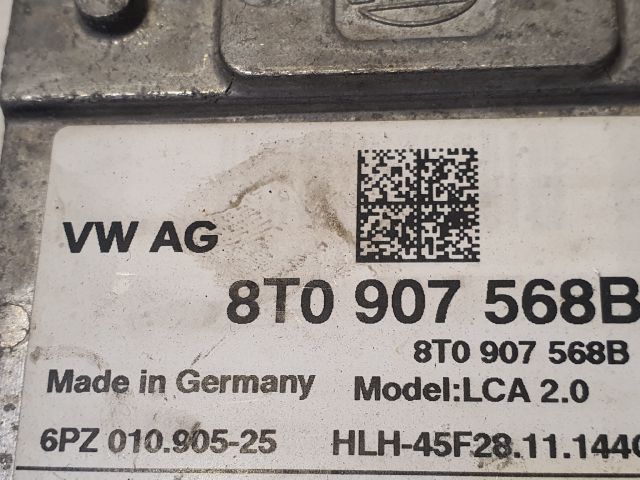 VW AG
8T0 907 568B
8T0 907 568B
Made in Germany Model:LCA 2.0
6PZ 010.905-25 HLH-45F28.11.144